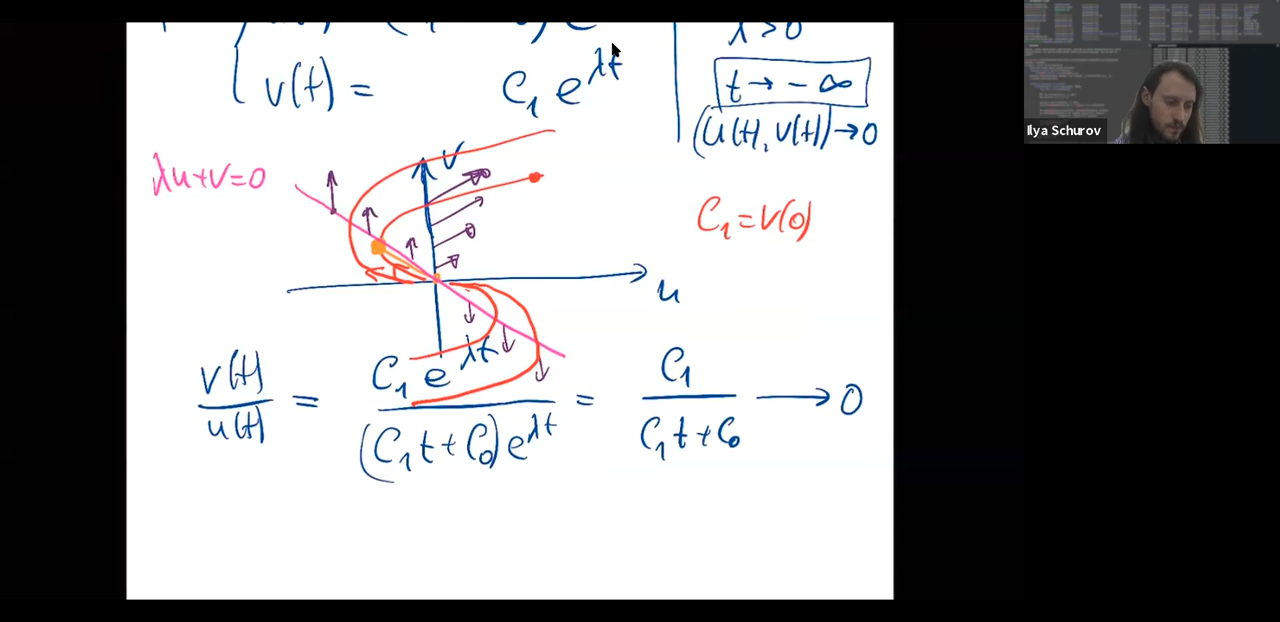 λ>0
v(t) = C₁ e^{λt}
t → -∞
(u(t), v(t)) → 0
λu+v=0
v
C₁ = v(0)
u
v(t)/u(t) = C₁ e^{λt}/(C₁t + C₀)e^{λt} = C₁/C₁t + C₀ → 0
Ilya Schurov